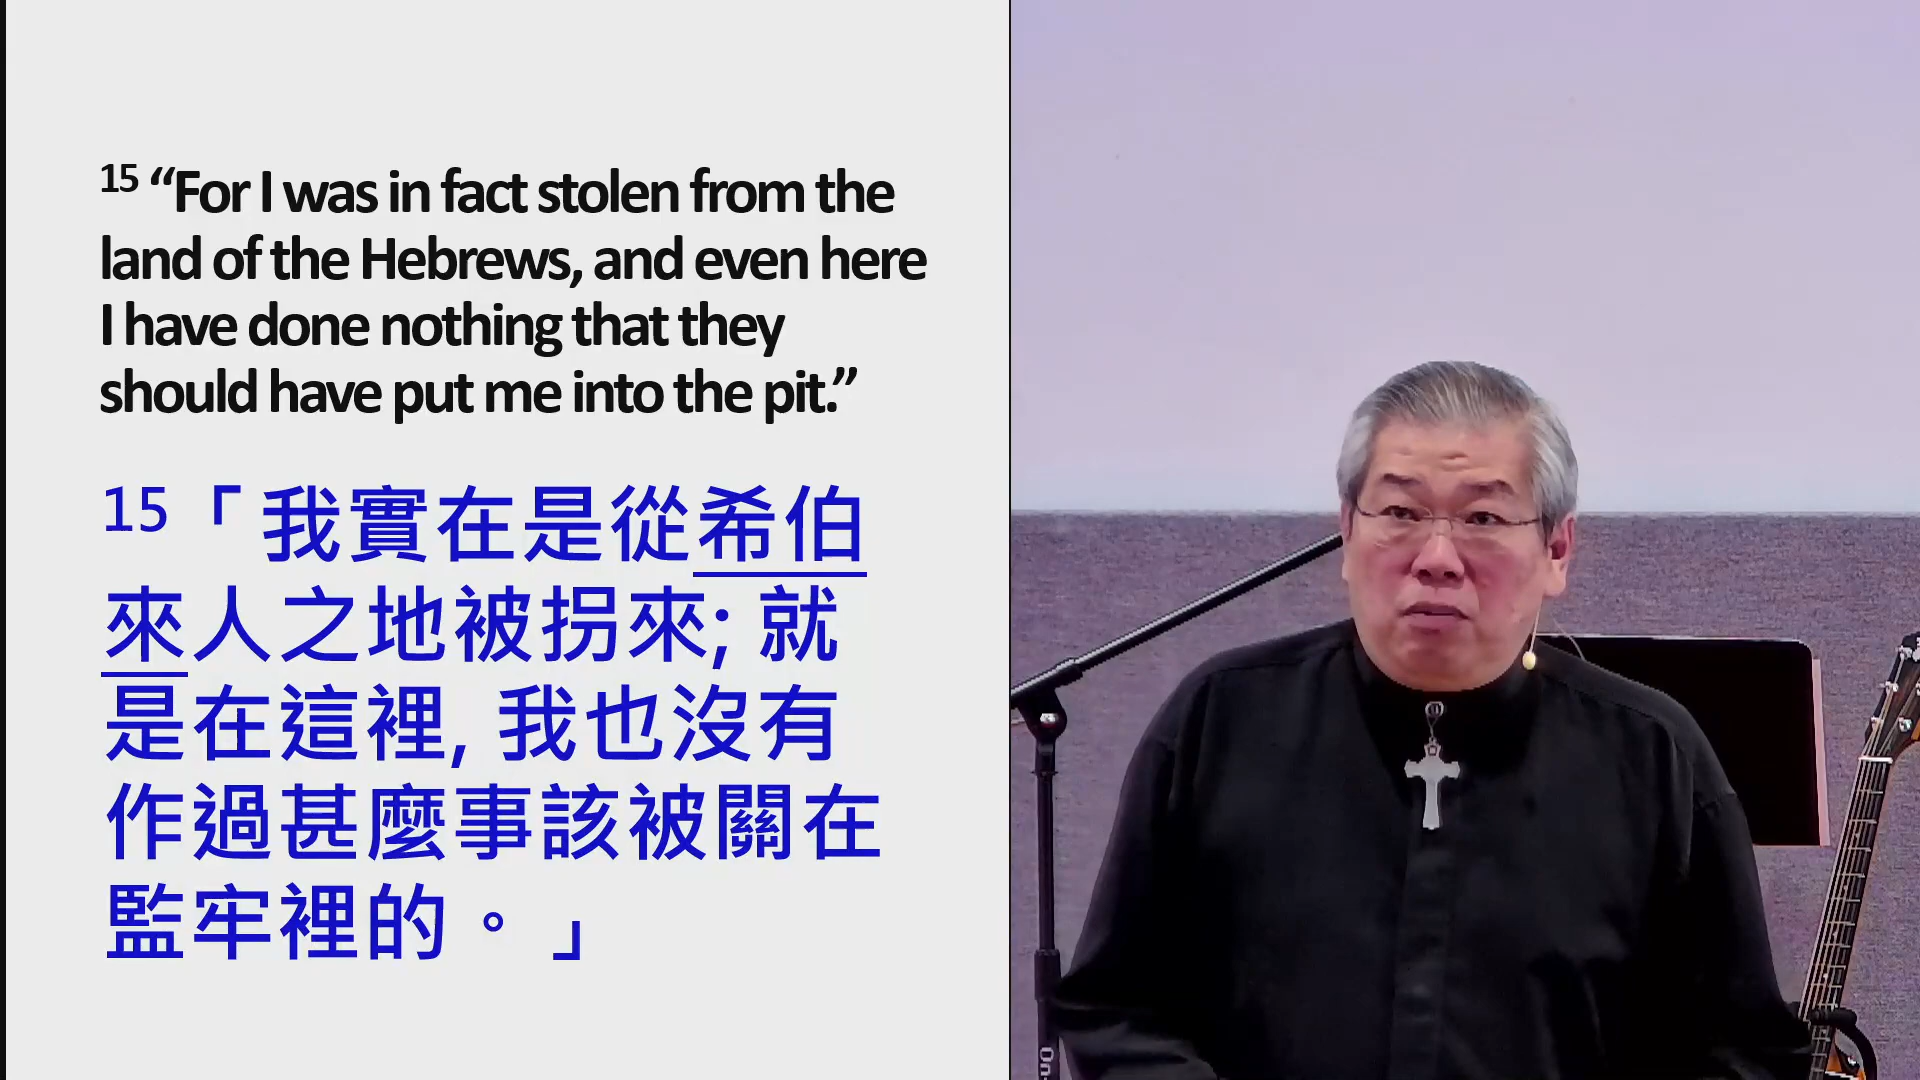 15 “For I was in fact stolen from the
land of the Hebrews, and even here
I have done nothing that they
should have put me into the pit.”
15「我實在是從希伯
來人之地被拐來; 就
是在這裡, 我也沒有
作過甚麼事該被關在
監牢裡的。」
On-